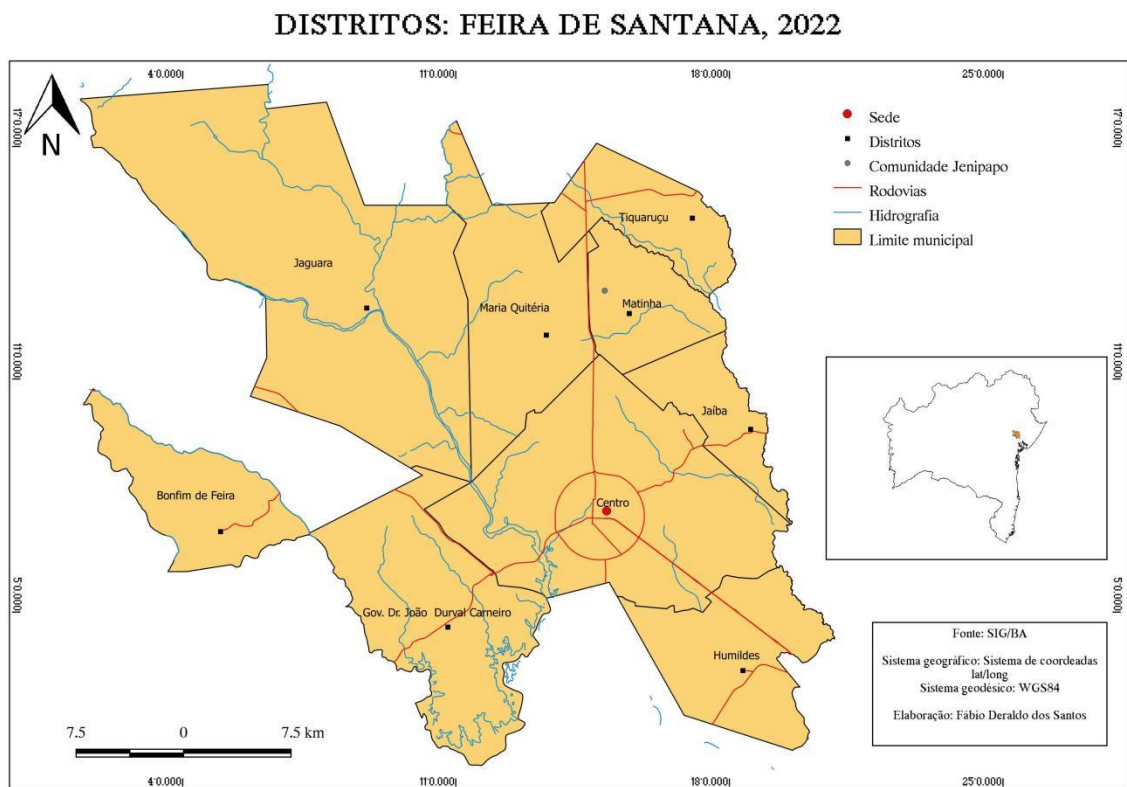 DISTRITOS: FEIRA DE SANTANA, 2022
4°0.000
11°0.000
18°0.000
25°0.000
17°0.000
17°0.000
N
Sede
Distritos
Comunidade Jenipapo
Rodovias
Hidrografia
Limite municipal
Tiquaruçu
Jaguara
Maria Quitéria
Matinha
11°0.000
11°0.000
Jaíba
Bonfim de Feira
Centro
5°0.000
5°0.000
Gov. Dr. João Durval Carneiro
Humildes
Fonte: SIG/BA
Sistema geográfico: Sistema de coordeadas
lat/long
Sistema geodésico: WGS84
Elaboração: Fábio Deraldo dos Santos
7.5 0 7.5 km
4°0.000
11°0.000
18°0.000
25°0.000